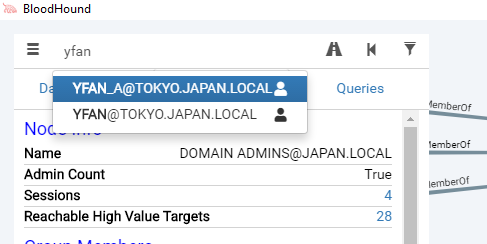 BloodHound
yfan
YFAN_A@TOKYO.JAPAN.LOCAL
Queries
YFAN@TOKYO.JAPAN.LOCAL
Node Info
MemberOf
Name DOMAIN ADMINS@JAPAN.LOCAL
MemberOf
Admin Count True
Sessions 4
MemberOf
Reachable High Value Targets 28
Group Members